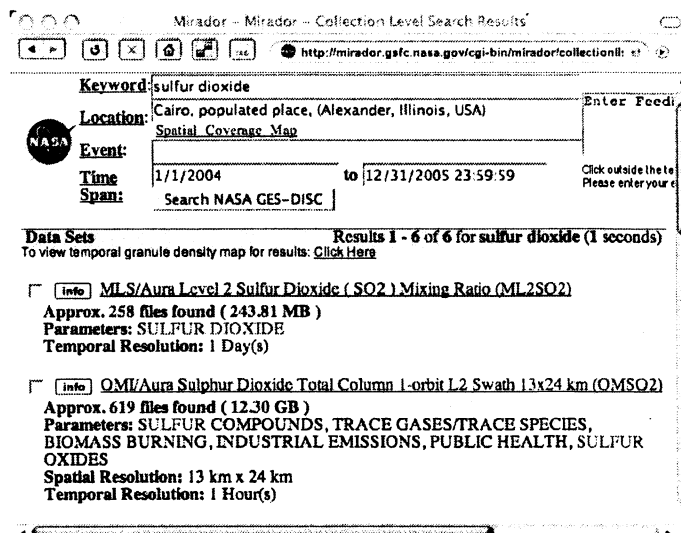 Mirador – Mirador – Collection Level Search Results
http://mirador.gsfc.nasa.gov/cgi-bin/mirador/collectionli:
Keyword: sulfur dioxide
Enter Feedi
Location: Cairo, populated place, (Alexander, Illinois, USA)
Spatial Coverage Map
NASA
Event:
Time Span: 1/1/2004 to 12/31/2005 23:59:59
Click outside the te
Please enter your e
Search NASA GES-DISC
Data Sets Results 1 - 6 of 6 for sulfur dioxide (1 seconds)
To view temporal granule density map for results: Click Here
info MLS/Aura Level 2 Sulfur Dioxide ( SO2 ) Mixing Ratio (ML2SO2)
Approx. 258 files found ( 243.81 MB )
Parameters: SULFUR DIOXIDE
Temporal Resolution: 1 Day(s)
info OMI/Aura Sulphur Dioxide Total Column 1-orbit L2 Swath 13x24 km (OMSO2)
Approx. 619 files found ( 12.30 GB )
Parameters: SULFUR COMPOUNDS, TRACE GASES/TRACE SPECIES,
BIOMASS BURNING, INDUSTRIAL EMISSIONS, PUBLIC HEALTH, SULFUR
OXIDES
Spatial Resolution: 13 km x 24 km
Temporal Resolution: 1 Hour(s)